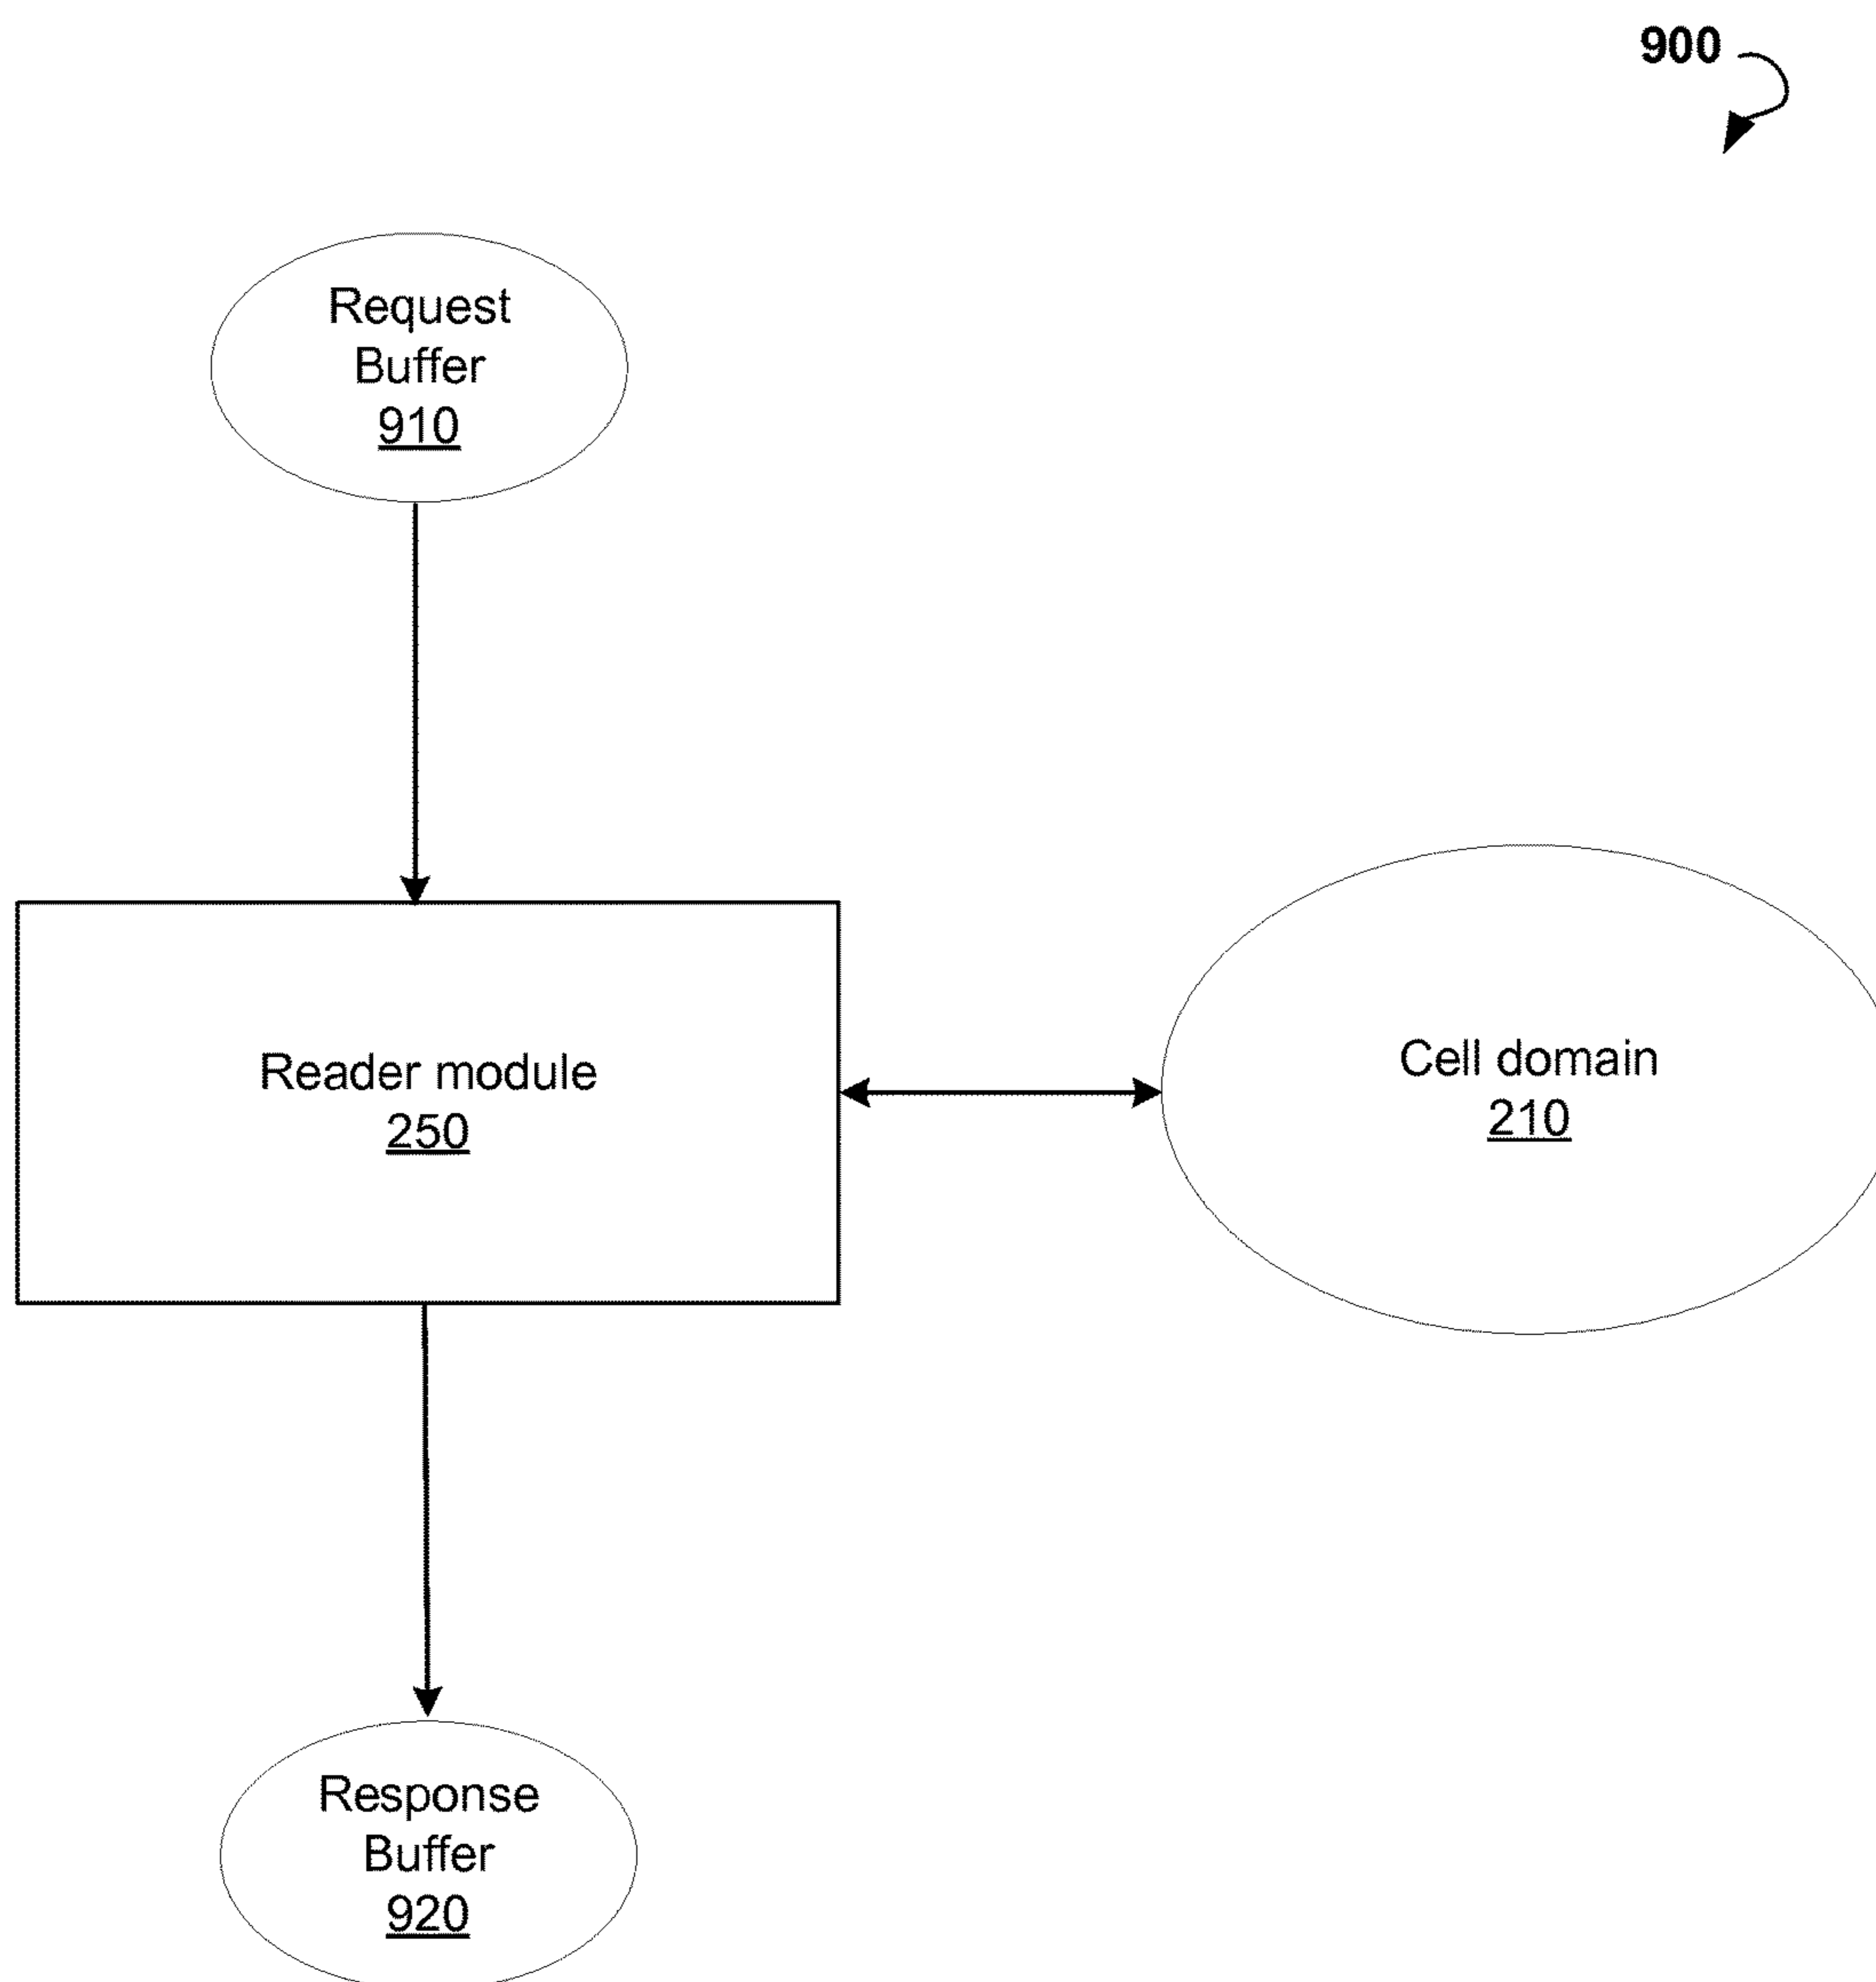 900
Request
Buffer
910
Reader module
250
Cell domain
210
Response
Buffer
920